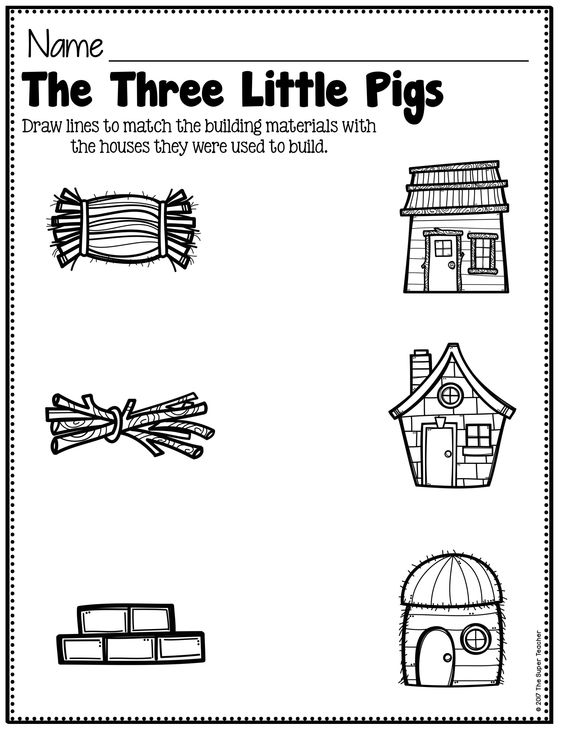 Name
The Three Little Pigs
Draw lines to match the building materials with
the houses they were used to build.
© 2017 The Super Teacher